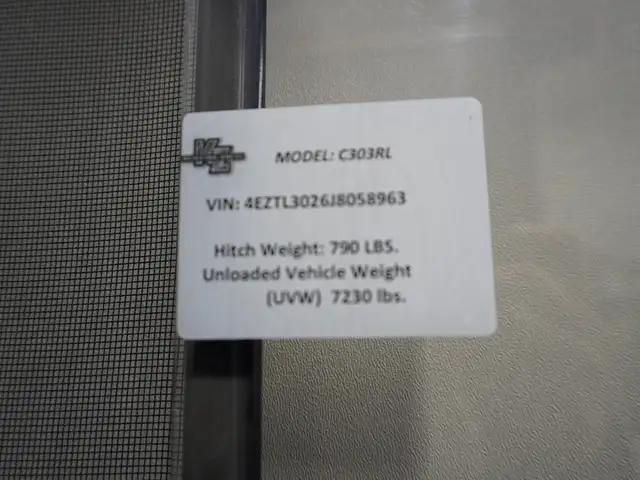 MODEL: C303RL
VIN: 4EZTL3026J8058963
Hitch Weight: 790 LBS.
Unloaded Vehicle Weight
(UVW) 7230 lbs.